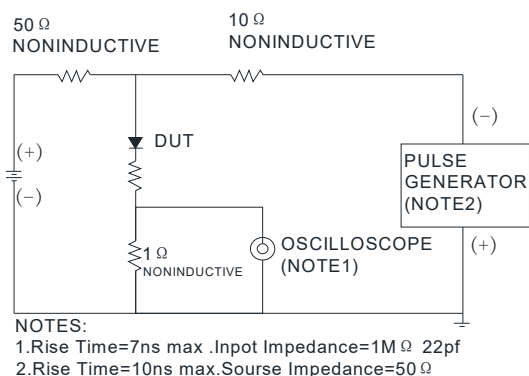 50 Ω
NONINDUCTIVE
10 Ω
NONINDUCTIVE
(+)
(-)
DUT
1 Ω
NONINDUCTIVE
OSCILLOSCOPE
(NOTE1)
(-)
PULSE
GENERATOR
(NOTE2)
(+)
NOTES:
1.Rise Time=7ns max .Inpot Impedance=1M Ω 22pf
2.Rise Time=10ns max.Sourse Impedance=50 Ω